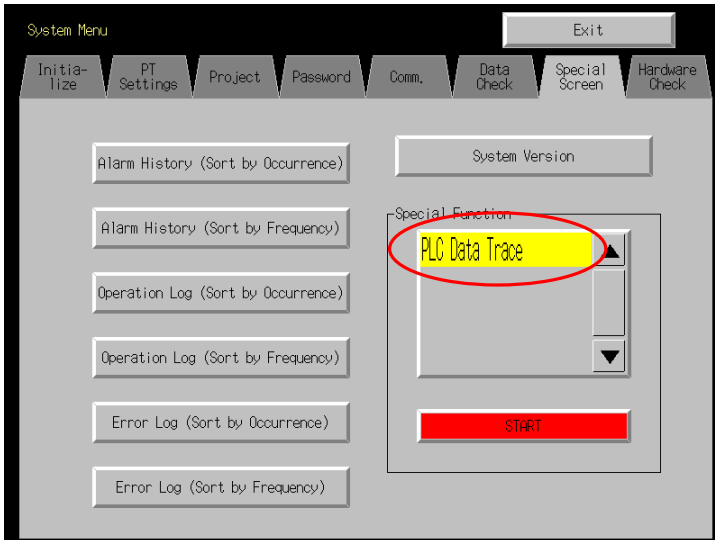 System Menu
Exit
Initia-
lize
PT
Settings
Project
Password
Comm.
Data
Check
Special
Screen
Hardware
Check
Alarm History (Sort by Occurrence)
Alarm History (Sort by Frequency)
Operation Log (Sort by Occurrence)
Operation Log (Sort by Frequency)
Error Log (Sort by Occurrence)
Error Log (Sort by Frequency)
System Version
Special Function
PLC Data Trace
START